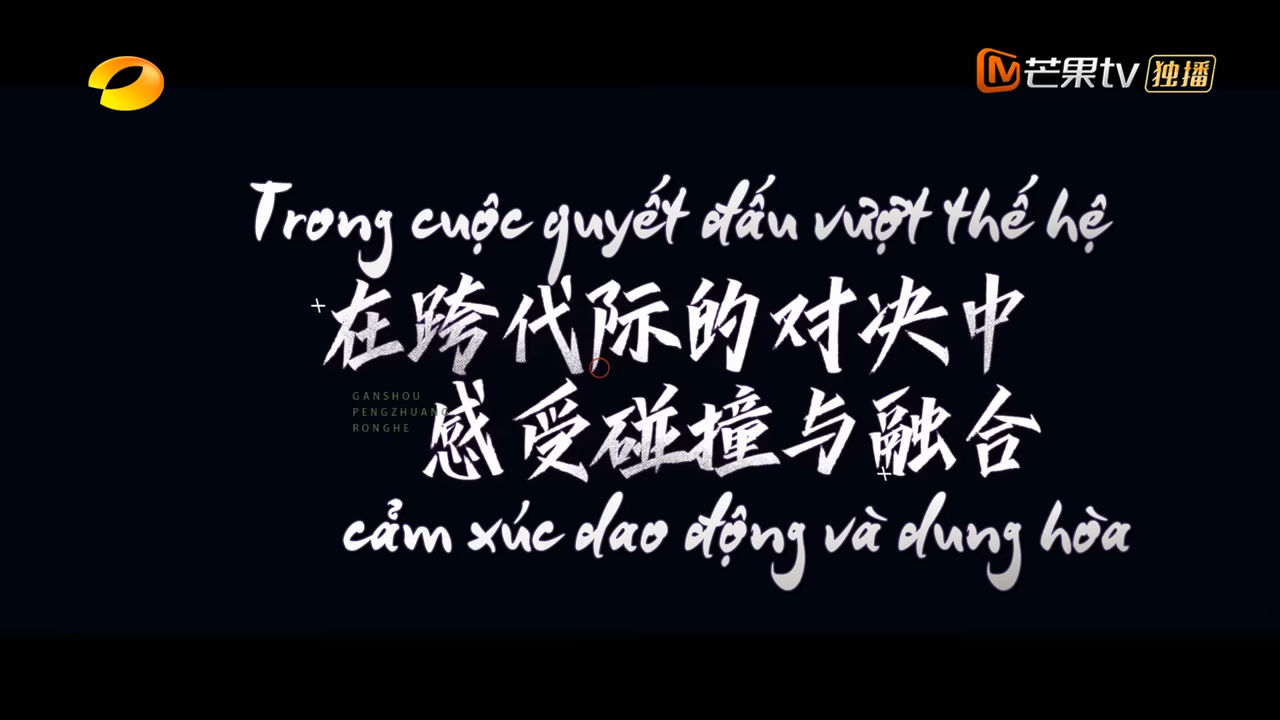 芒果tv 独播
Trong cuộc quyết đấu vượt thế hệ
在跨代际的对决中
GANSHOU
PENGZHUANG
RONGHE
感受碰撞与融合
cảm xúc dao động và dung hòa